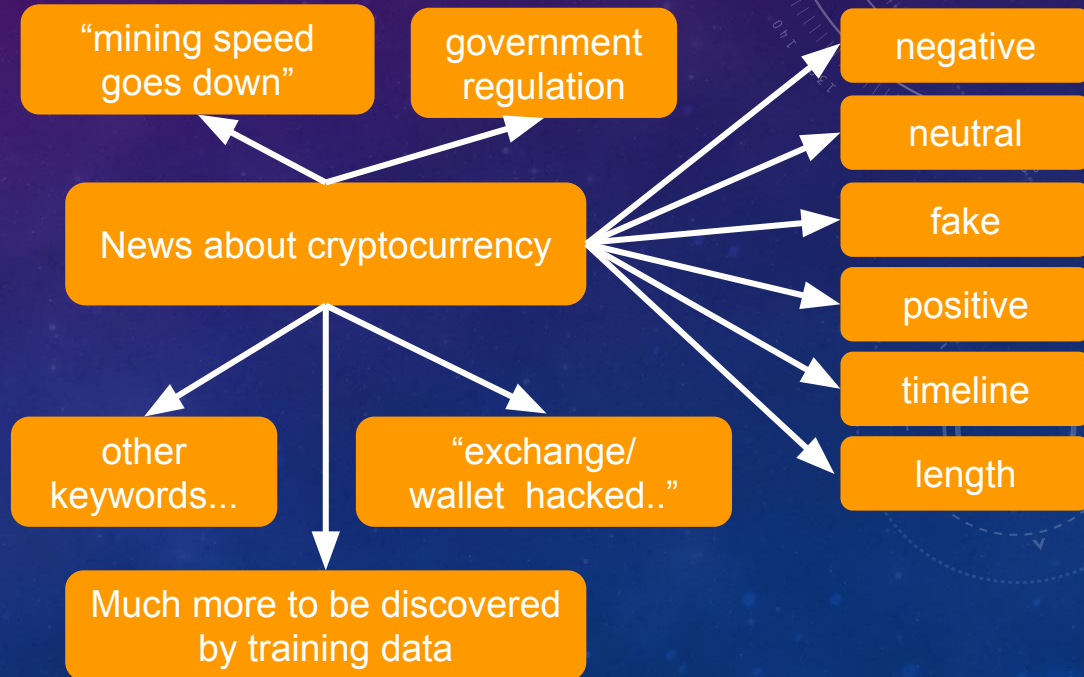 “mining speed
goes down”
government
regulation
News about cryptocurrency
other
keywords...
“exchange/
wallet hacked..”
Much more to be discovered
by training data
negative
neutral
fake
positive
timeline
length
140